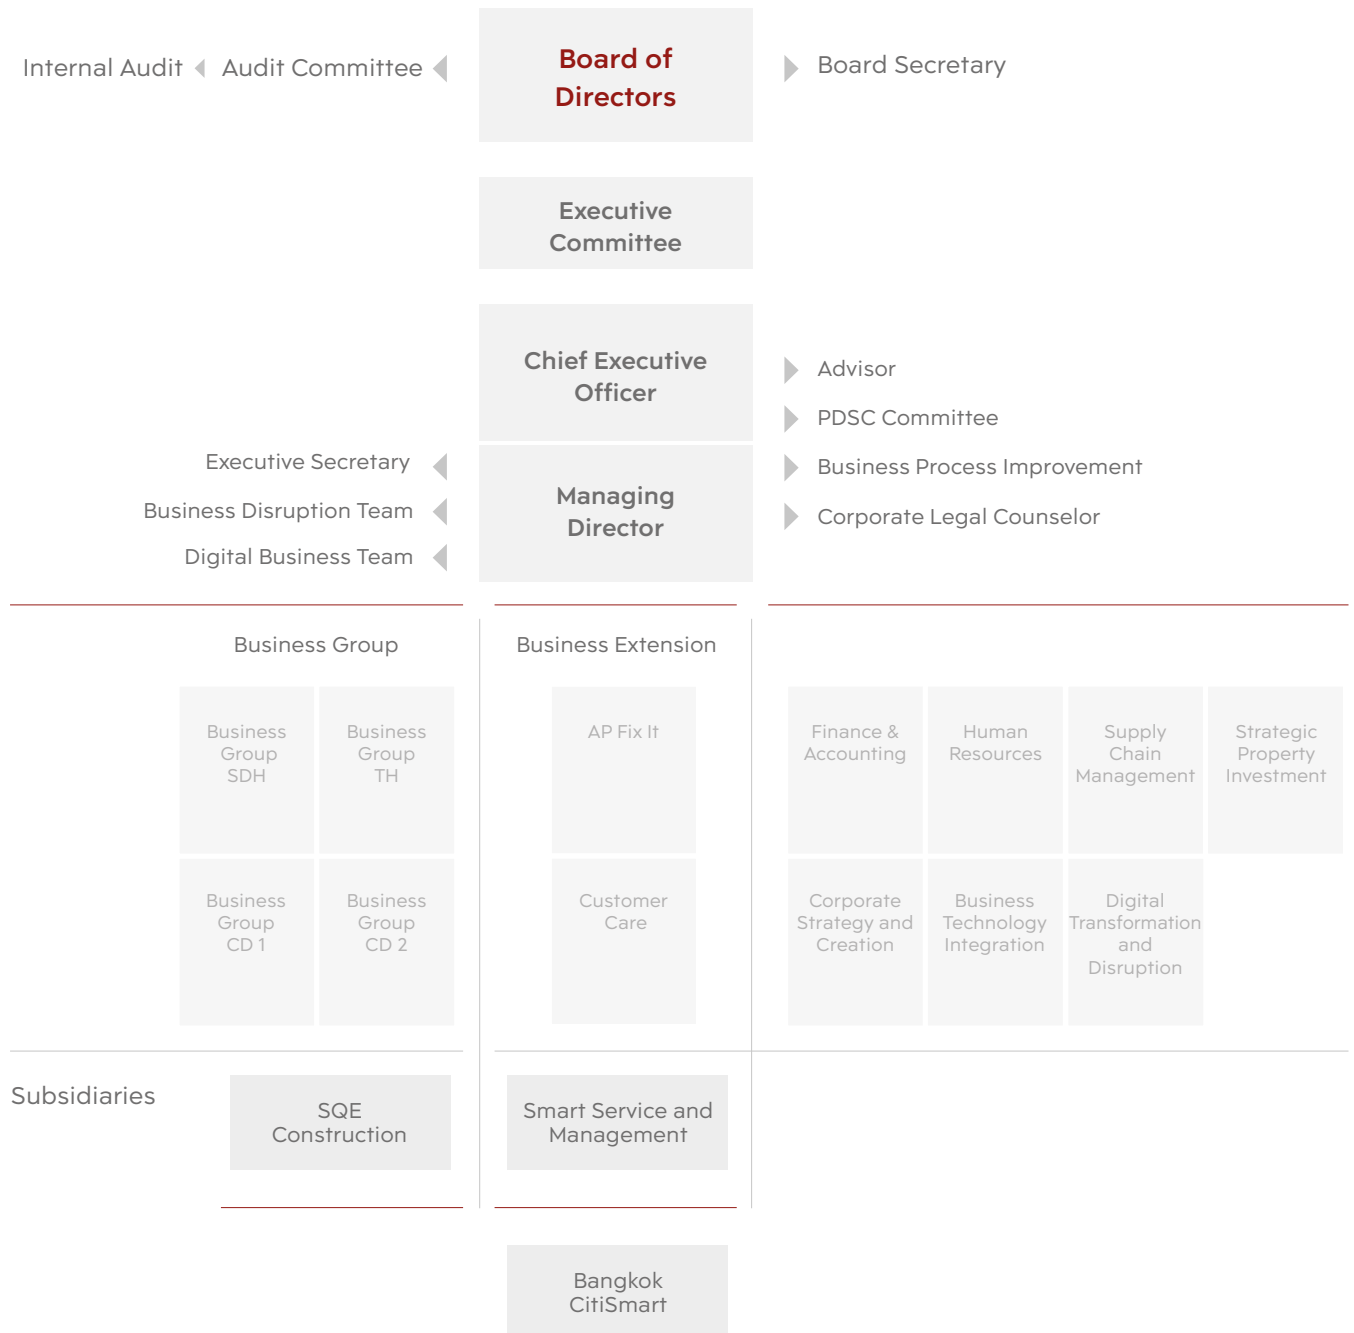 Board of
Directors
Internal Audit
Audit Committee
Board Secretary
Executive
Committee
Chief Executive
Officer
Advisor
PDSC Committee
Business Process Improvement
Corporate Legal Counselor
Managing
Director
Executive Secretary
Business Disruption Team
Digital Business Team
Business Group
Business
Group
SDH
Business
Group
TH
Business
Group
CD 1
Business
Group
CD 2
Business Extension
AP Fix It
Customer
Care
Finance &
Accounting
Human
Resources
Supply
Chain
Management
Strategic
Property
Investment
Corporate
Strategy and
Creation
Business
Technology
Integration
Digital
Transformation
and
Disruption
Subsidiaries
SQE
Construction
Smart Service and
Management
Bangkok
CitiSmart